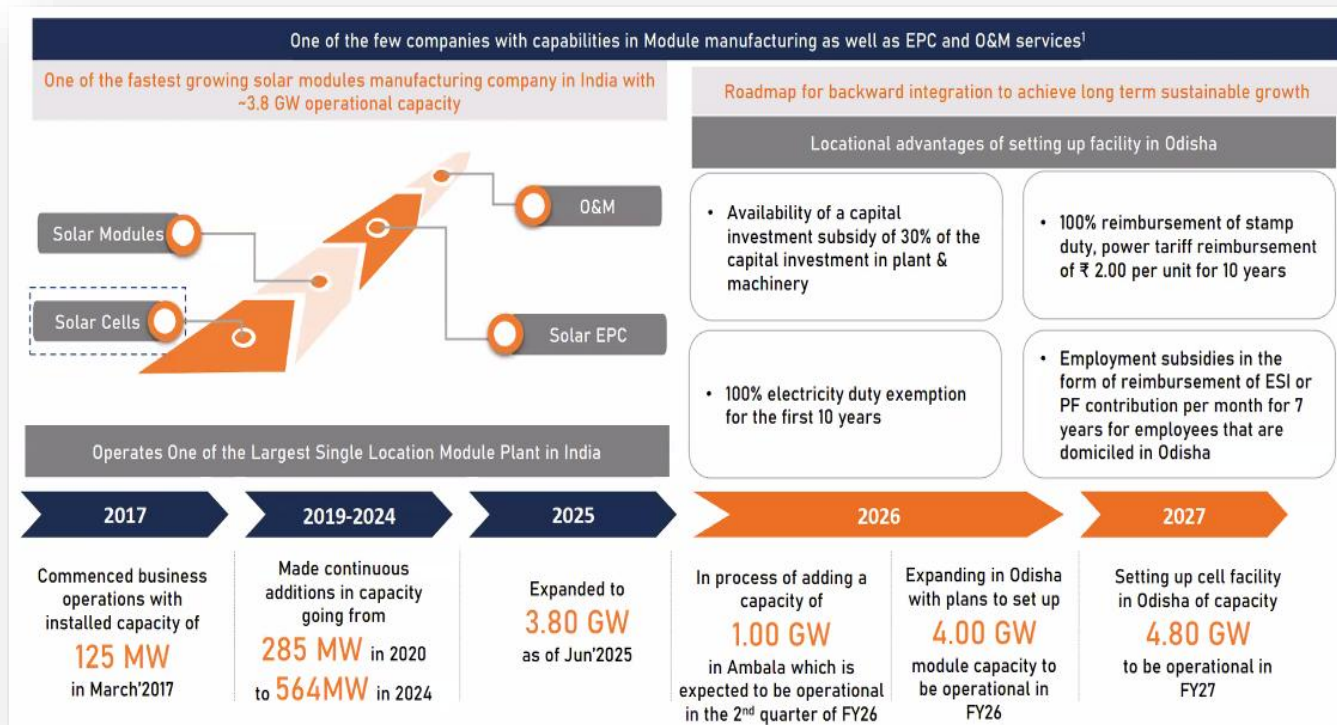 One of the few companies with capabilities in Module manufacturing as well as EPC and O&M services¹
One of the fastest growing solar modules manufacturing company in India with
~3.8 GW operational capacity
Solar Modules
Solar Cells
O&M
Solar EPC
Operates One of the Largest Single Location Module Plant in India
Roadmap for backward integration to achieve long term sustainable growth
Locational advantages of setting up facility in Odisha
• Availability of a capital
investment subsidy of 30% of the
capital investment in plant &
machinery
• 100% reimbursement of stamp
duty, power tariff reimbursement
of ₹ 2.00 per unit for 10 years
• 100% electricity duty exemption
for the first 10 years
• Employment subsidies in the
form of reimbursement of ESI or
PF contribution per month for 7
years for employees that are
domiciled in Odisha
2017
Commenced business
operations with
installed capacity of
125 MW
in March'2017
2019-2024
Made continuous
additions in capacity
going from
285 MW in 2020
to 564MW in 2024
2025
Expanded to
3.80 GW
as of Jun'2025
2026
In process of adding a
capacity of
1.00 GW
in Ambala which is
expected to be operational
in the 2nd quarter of FY26
Expanding in Odisha
with plans to set up
4.00 GW
module capacity to
be operational in
FY26
2027
Setting up cell facility
in Odisha of capacity
4.80 GW
to be operational in
FY27